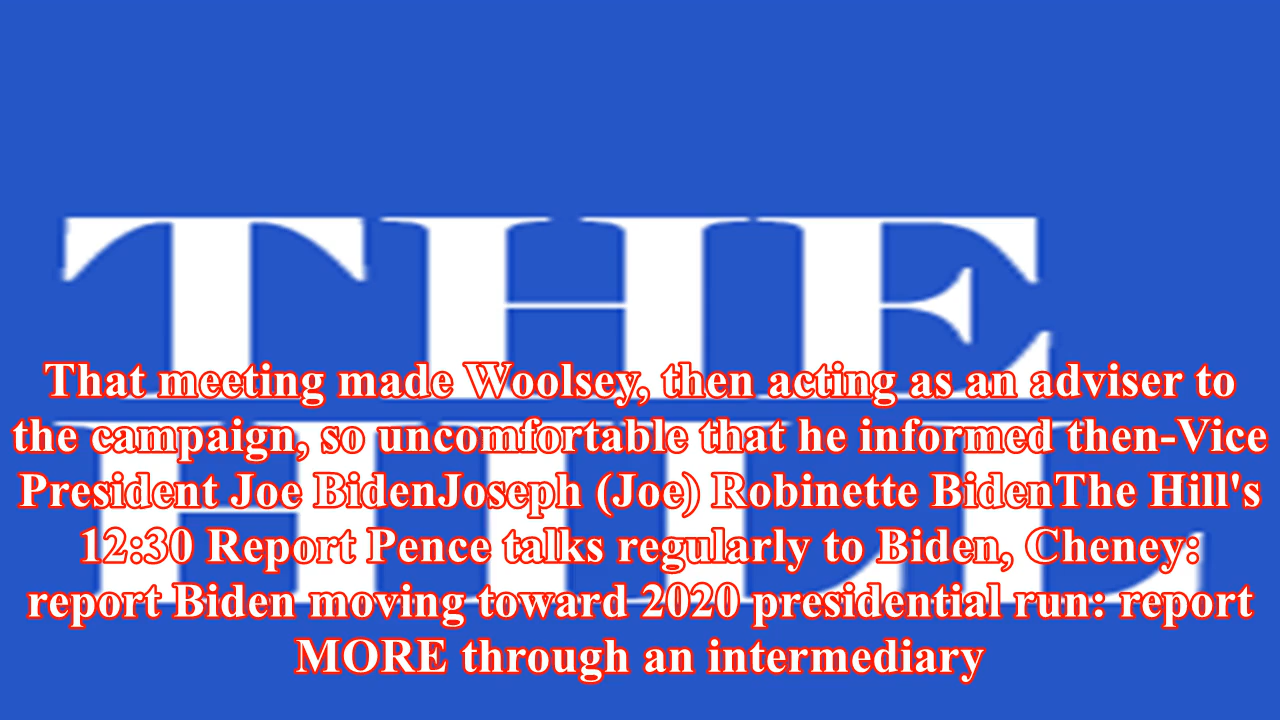 THE
HILL
That meeting made Woolsey, then acting as an adviser to
the campaign, so uncomfortable that he informed then-Vice
President Joe BidenJoseph (Joe) Robinette BidenThe Hill's
12:30 Report Pence talks regularly to Biden, Cheney:
report Biden moving toward 2020 presidential run: report
MORE through an intermediary